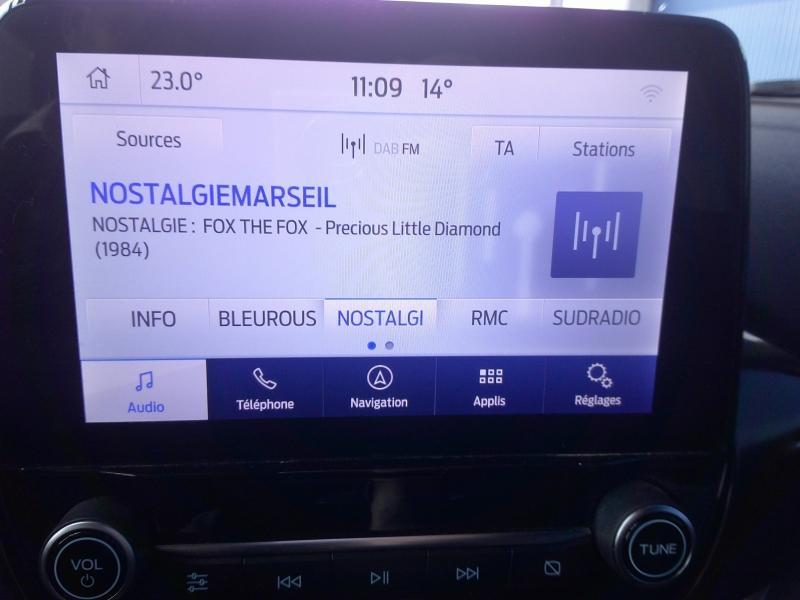 23.0° 11:09 14°
Sources DAB FM TA Stations
NOSTALGIEMARSEIL
NOSTALGIE : FOX THE FOX - Precious Little Diamond
(1984)
INFO BLEUROUS NOSTALGI RMC SUDRADIO
Audio Téléphone Navigation Applis Réglages
VOL TUNE